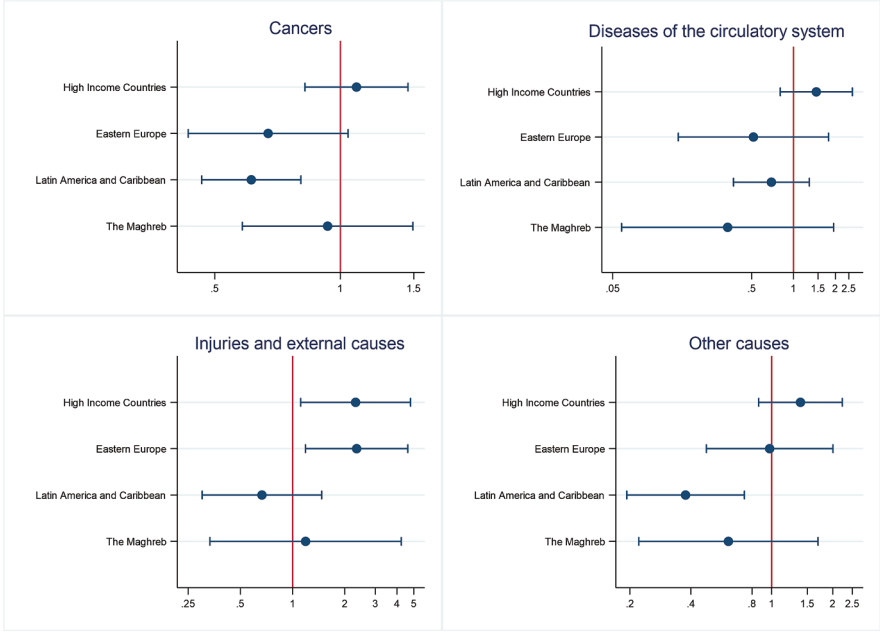 Cancers
High Income Countries
Eastern Europe
Latin America and Caribbean
The Maghreb
.5 1 1.5
Diseases of the circulatory system
High Income Countries
Eastern Europe
Latin America and Caribbean
The Maghreb
.05 .5 1 1.5 2 2.5
Injuries and external causes
High Income Countries
Eastern Europe
Latin America and Caribbean
The Maghreb
.25 .5 1 2 3 4 5
Other causes
High Income Countries
Eastern Europe
Latin America and Caribbean
The Maghreb
.2 .4 .8 1 1.5 2 2.5